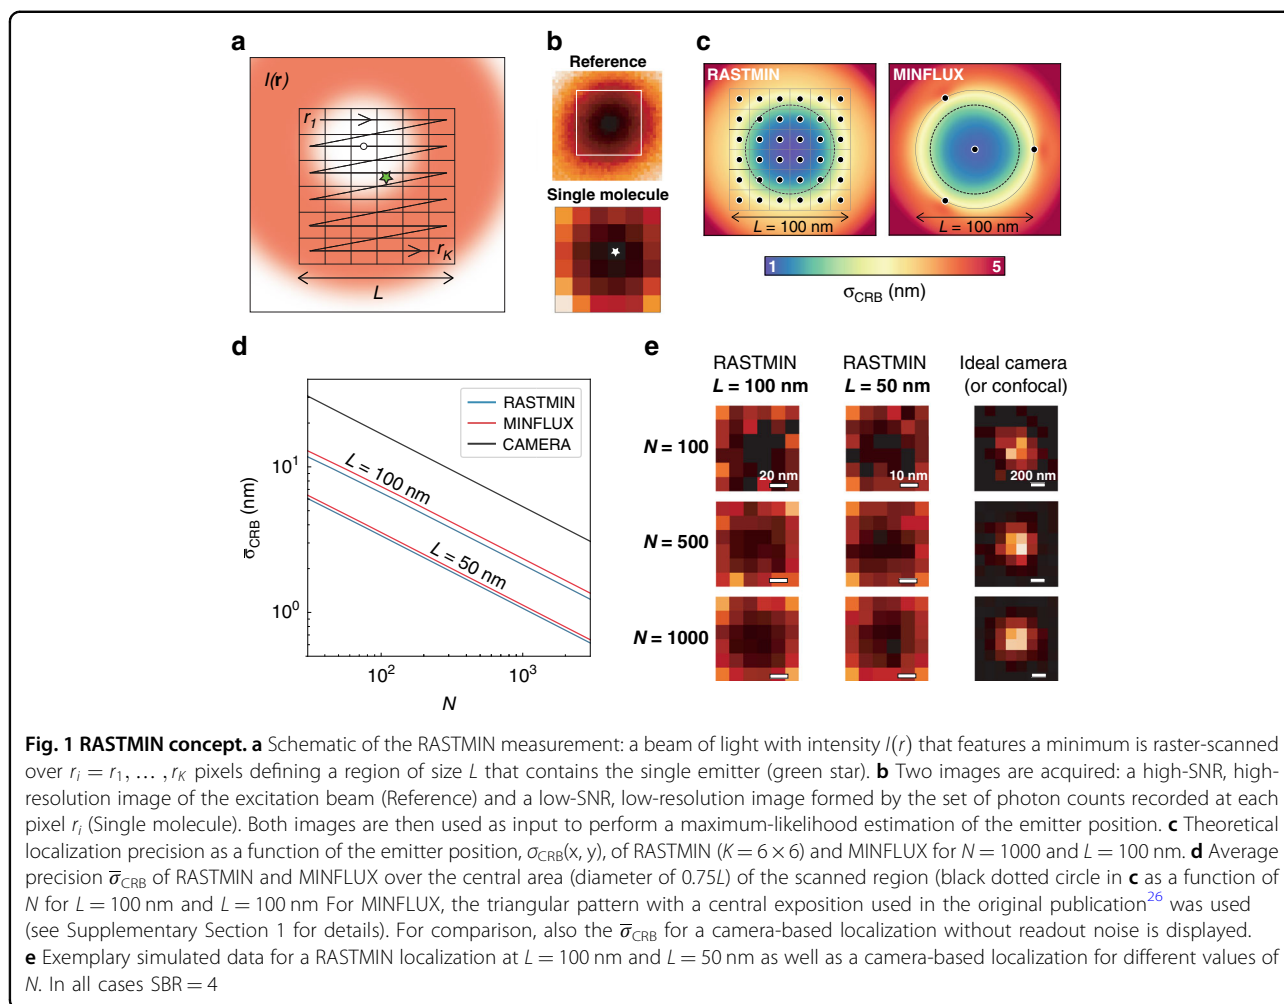 a
I(r)
r1
rK
L
b
Reference
Single molecule
c
RASTMIN
MINFLUX
L = 100 nm
L = 100 nm
1
5
σCRB (nm)
d
RASTMIN
MINFLUX
CAMERA
L = 100 nm
L = 50 nm
10^1
10^0
σ̅CRB (nm)
10^2
10^3
N
e
RASTMIN
L = 100 nm
RASTMIN
L = 50 nm
Ideal camera
(or confocal)
N = 100
20 nm
10 nm
200 nm
N = 500
N = 1000
Fig. 1 RASTMIN concept. a Schematic of the RASTMIN measurement: a beam of light with intensity I(r) that features a minimum is raster-scanned
over ri = r1, … , rK pixels defining a region of size L that contains the single emitter (green star). b Two images are acquired: a high-SNR, high-
resolution image of the excitation beam (Reference) and a low-SNR, low-resolution image formed by the set of photon counts recorded at each
pixel ri (Single molecule). Both images are then used as input to perform a maximum-likelihood estimation of the emitter position. c Theoretical
localization precision as a function of the emitter position, σCRB(x, y), of RASTMIN (K = 6 × 6) and MINFLUX for N = 1000 and L = 100 nm. d Average
precision σ̅CRB of RASTMIN and MINFLUX over the central area (diameter of 0.75L) of the scanned region (black dotted circle in c as a function of
N for L = 100 nm and L = 100 nm For MINFLUX, the triangular pattern with a central exposition used in the original publication26 was used
(see Supplementary Section 1 for details). For comparison, also the σ̅CRB for a camera-based localization without readout noise is displayed.
e Exemplary simulated data for a RASTMIN localization at L = 100 nm and L = 50 nm as well as a camera-based localization for different values of
N. In all cases SBR = 4